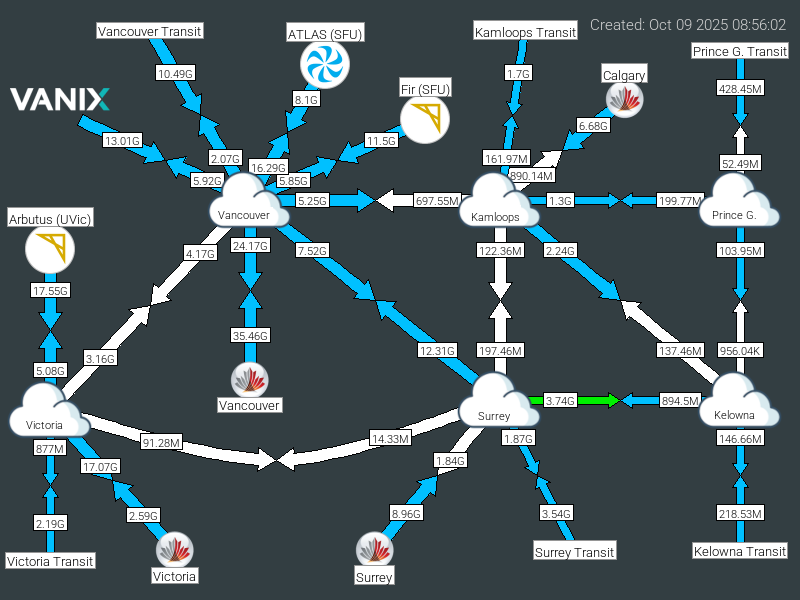 Created: Oct 09 2025 08:56:02
Vancouver Transit
ATLAS (SFU)
Kamloops Transit
Prince G. Transit
10.49G
1.7G
Calgary
428.45M
VANIX
8.1G
Fir (SFU)
6.68G
13.01G
11.5G
2.07G
16.29G
161.97M
52.49M
5.92G
5.85G
890.14M
5.25G
697.55M
1.3G
199.77M
Vancouver
Kamloops
Prince G.
Arbutus (UVic)
4.17G
24.17G
7.52G
122.36M
2.24G
103.95M
17.55G
35.46G
3.16G
12.31G
197.46M
137.46M
956.04K
5.08G
Vancouver
3.74G
894.5M
Victoria
Surrey
Kelowna
877M
91.28M
14.33M
1.87G
146.66M
17.07G
1.84G
2.19G
2.59G
8.96G
3.54G
218.53M
Victoria Transit
Victoria
Surrey
Surrey Transit
Kelowna Transit